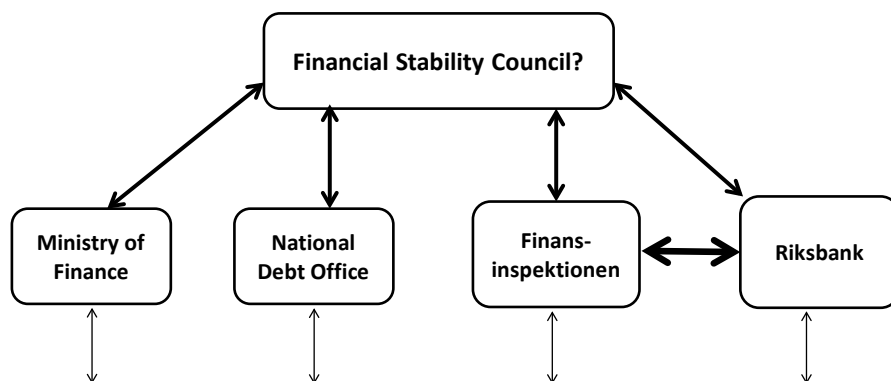 Financial Stability Council?
Ministry of
Finance
National
Debt Office
Finans-
inspektionen
Riksbank